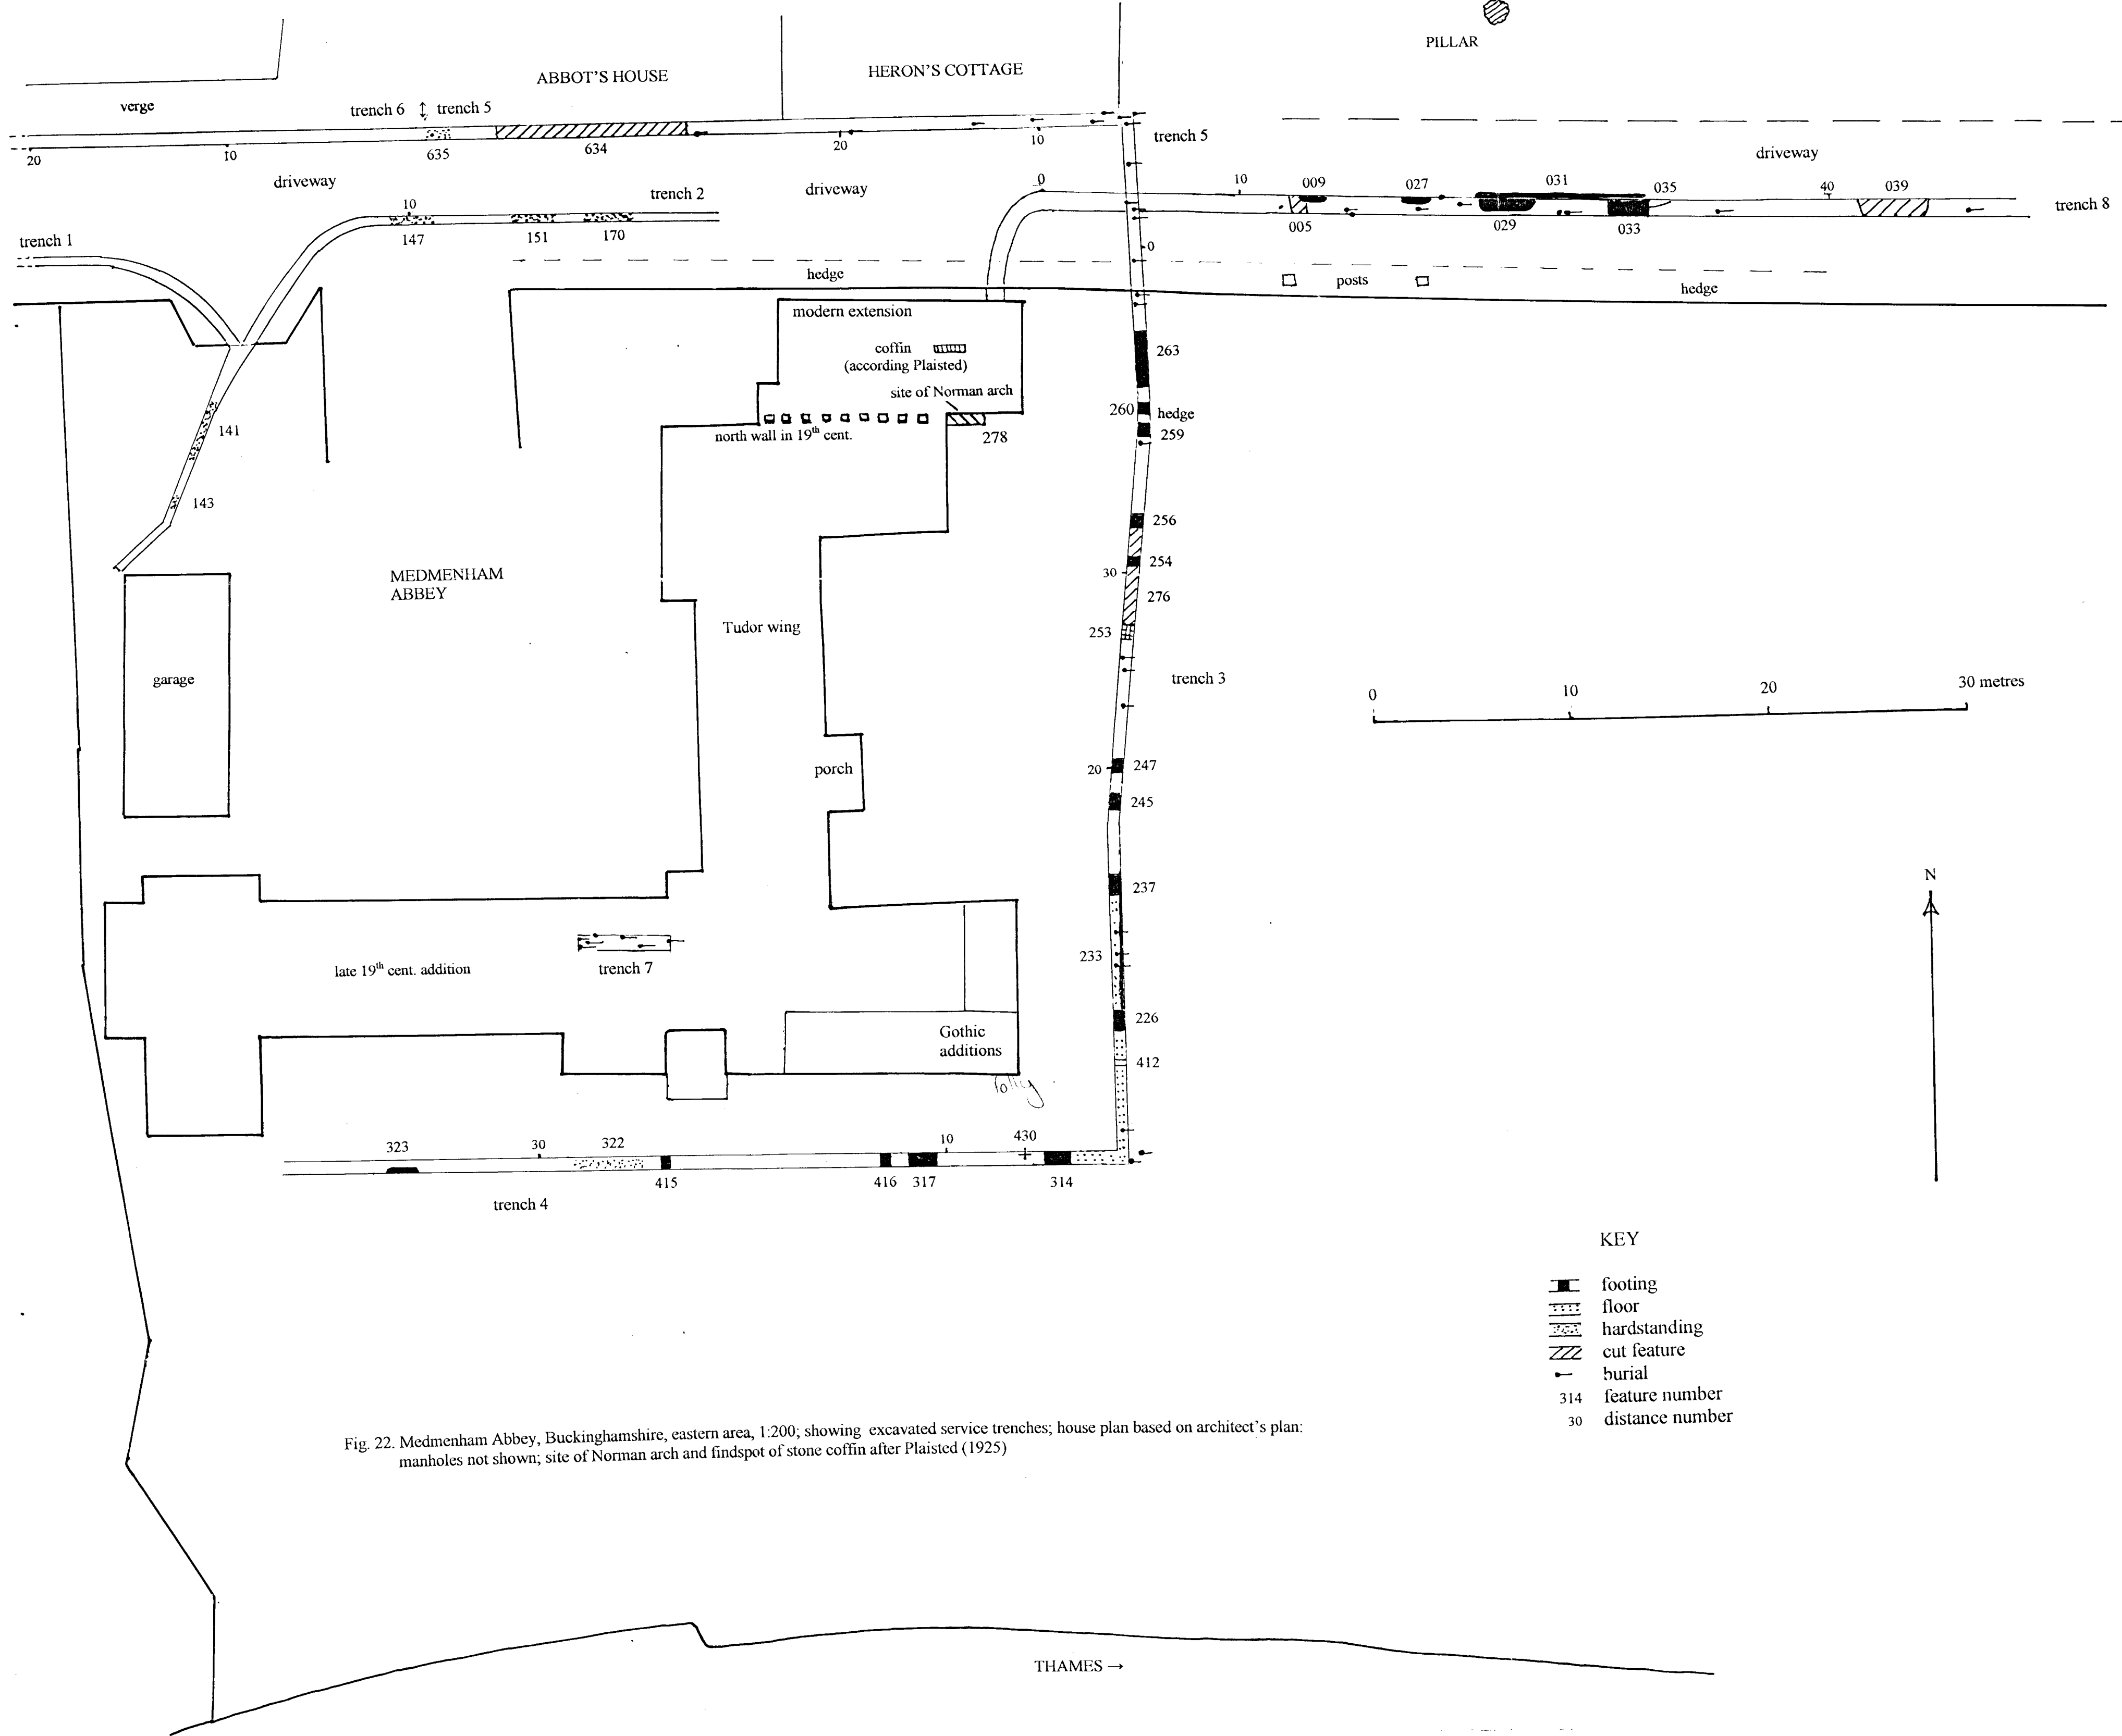 PILLAR
ABBOT'S HOUSE
HERON'S COTTAGE
verge
trench 6 ↕ trench 5
trench 5
20
10
635
634
20
10
driveway
driveway
driveway
trench 2
0
10
009
027
031
035
40
039
trench 8
10
147
151
170
005
029
033
trench 1
0
hedge
posts
hedge
modern extension
coffin
(according Plaisted)
site of Norman arch
north wall in 19th cent.
278
263
260
hedge
259
141
143
256
254
30
276
253
MEDMENHAM
ABBEY
Tudor wing
garage
trench 3
0
10
20
30 metres
porch
20
247
245
237
N
233
late 19th cent. addition
trench 7
226
Gothic
additions
412
folly
323
30
322
10
430
415
416
317
314
trench 4
KEY
footing
floor
hardstanding
cut feature
burial
314 feature number
30 distance number
Fig. 22. Medmenham Abbey, Buckinghamshire, eastern area, 1:200; showing excavated service trenches; house plan based on architect's plan:
manholes not shown; site of Norman arch and findspot of stone coffin after Plaisted (1925)
THAMES →